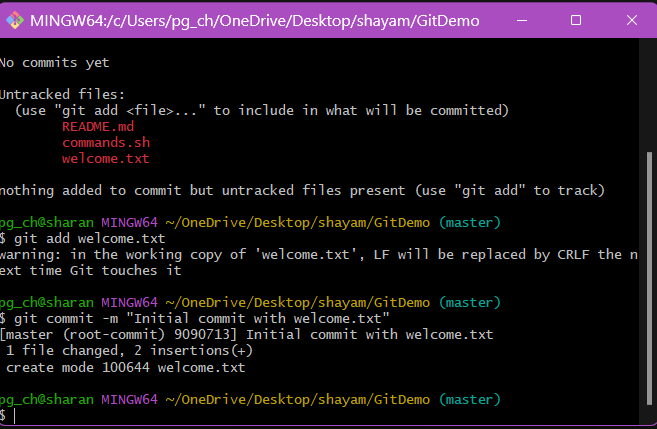 MINGW64:/c/Users/pg_ch/OneDrive/Desktop/shayam/GitDemo
No commits yet
Untracked files:
  (use "git add <file>..." to include in what will be committed)
        README.md
        commands.sh
        welcome.txt
nothing added to commit but untracked files present (use "git add" to track)
pg_ch@sharan MINGW64 ~/OneDrive/Desktop/shayam/GitDemo (master)
$ git add welcome.txt
warning: in the working copy of 'welcome.txt', LF will be replaced by CRLF the n
ext time Git touches it
pg_ch@sharan MINGW64 ~/OneDrive/Desktop/shayam/GitDemo (master)
$ git commit -m "Initial commit with welcome.txt"
[master (root-commit) 9090713] Initial commit with welcome.txt
 1 file changed, 2 insertions(+)
 create mode 100644 welcome.txt
pg_ch@sharan MINGW64 ~/OneDrive/Desktop/shayam/GitDemo (master)
$